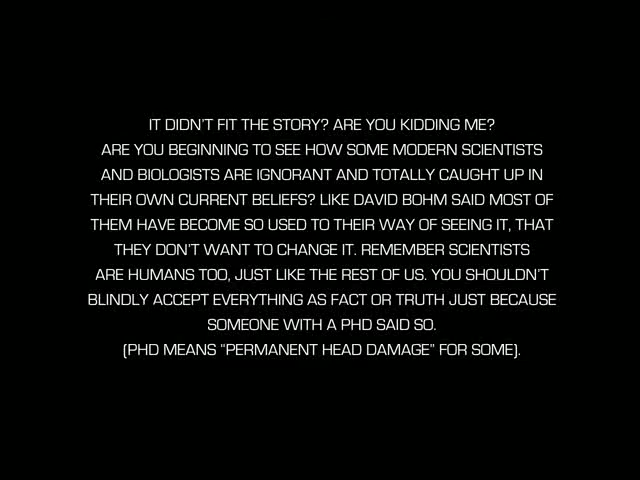 IT DIDN'T FIT THE STORY? ARE YOU KIDDING ME?
ARE YOU BEGINNING TO SEE HOW SOME MODERN SCIENTISTS
AND BIOLOGISTS ARE IGNORANT AND TOTALLY CAUGHT UP IN
THEIR OWN CURRENT BELIEFS? LIKE DAVID BOHM SAID MOST OF
THEM HAVE BECOME SO USED TO THEIR WAY OF SEEING IT, THAT
THEY DON'T WANT TO CHANGE IT. REMEMBER SCIENTISTS
ARE HUMANS TOO, JUST LIKE THE REST OF US. YOU SHOULDN'T
BLINDLY ACCEPT EVERYTHING AS FACT OR TRUTH JUST BECAUSE
SOMEONE WITH A PHD SAID SO.
(PHD MEANS "PERMANENT HEAD DAMAGE" FOR SOME).